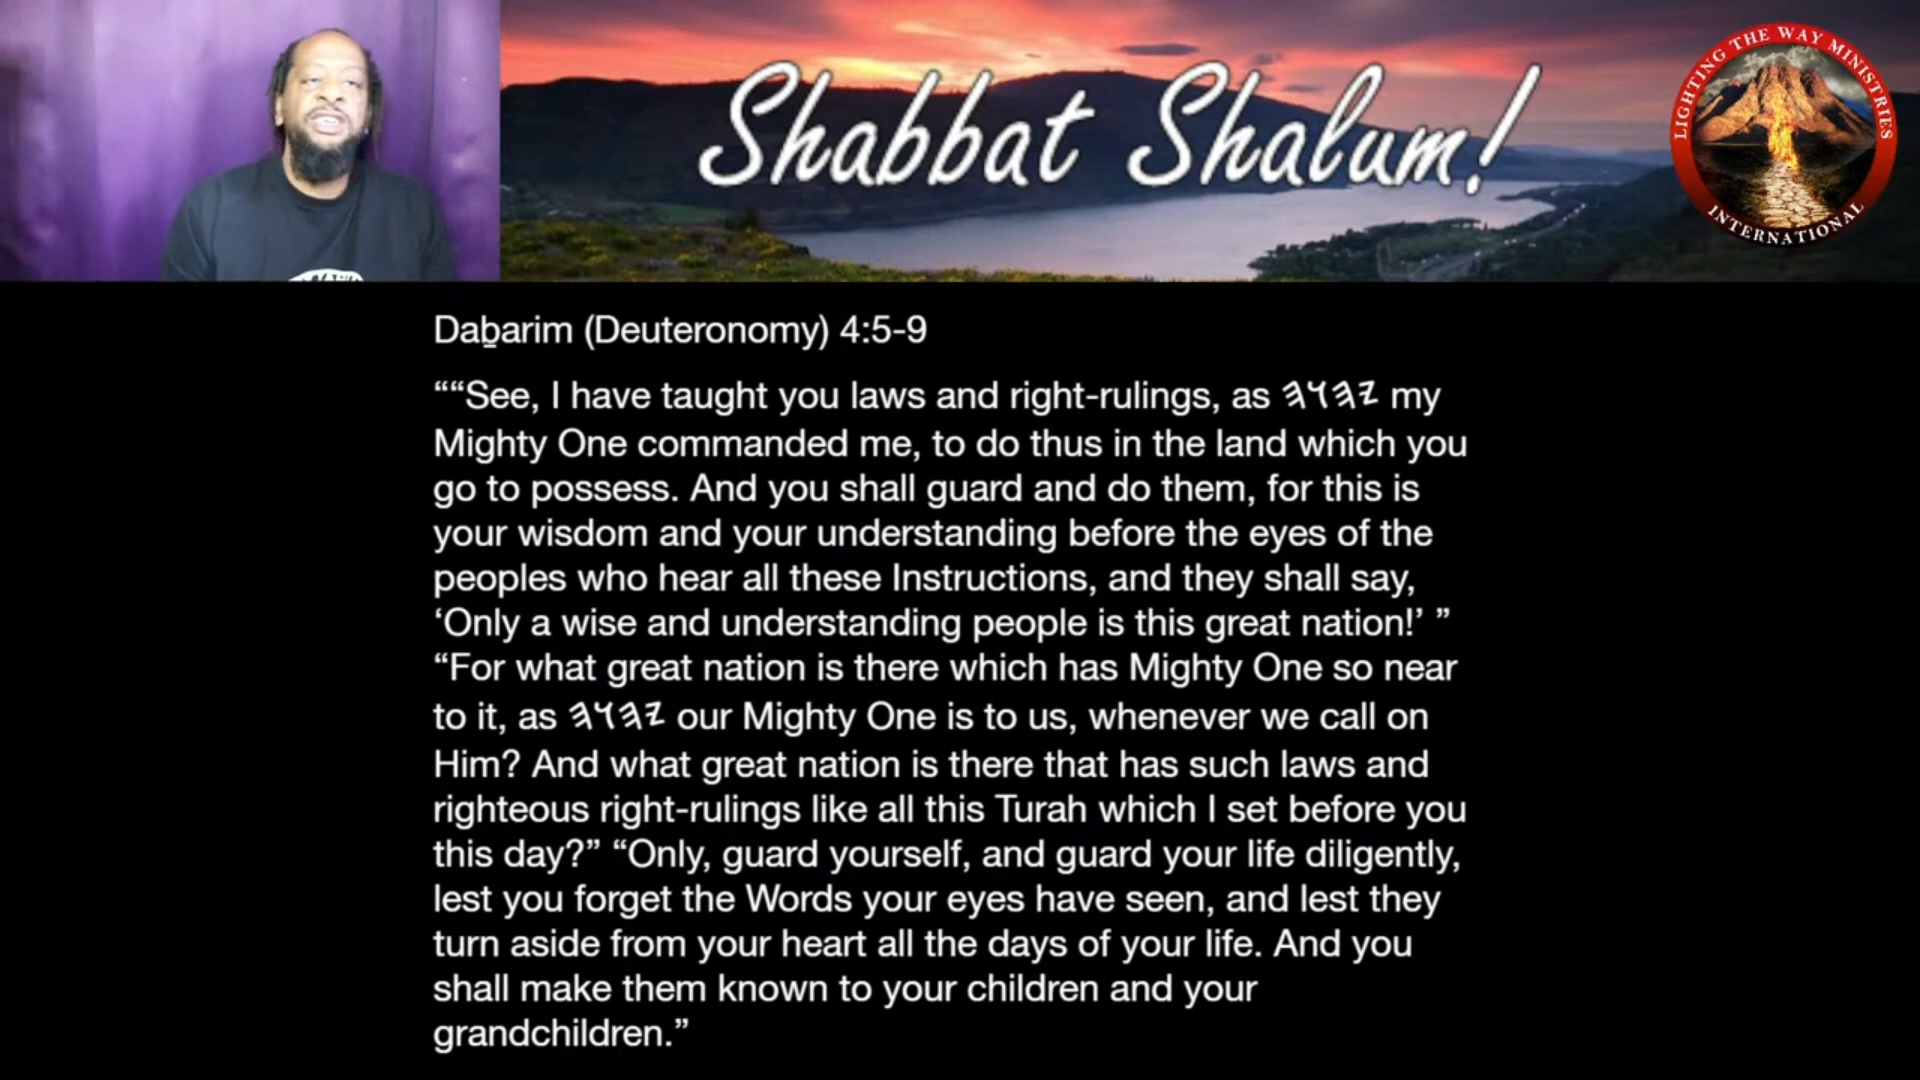 Shabbat Shalum!
LIGHTING THE WAY MINISTRIES
INTERNATIONAL
Daḇarim (Deuteronomy) 4:5-9
““See, I have taught you laws and right-rulings, as 𐤄𐤅𐤄𐤉 my
Mighty One commanded me, to do thus in the land which you
go to possess. And you shall guard and do them, for this is
your wisdom and your understanding before the eyes of the
peoples who hear all these Instructions, and they shall say,
‘Only a wise and understanding people is this great nation!’ ”
“For what great nation is there which has Mighty One so near
to it, as 𐤄𐤅𐤄𐤉 our Mighty One is to us, whenever we call on
Him? And what great nation is there that has such laws and
righteous right-rulings like all this Turah which I set before you
this day?” “Only, guard yourself, and guard your life diligently,
lest you forget the Words your eyes have seen, and lest they
turn aside from your heart all the days of your life. And you
shall make them known to your children and your
grandchildren.”